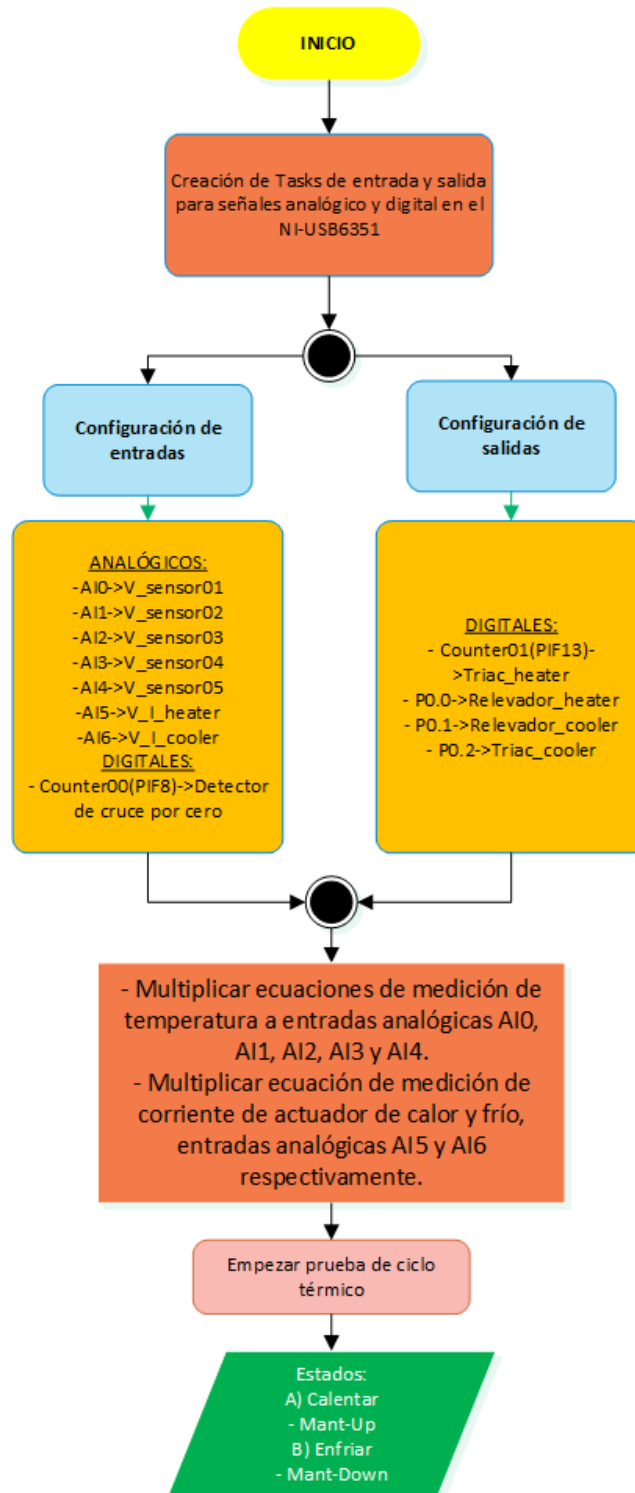 INICIO
Creación de Tasks de entrada y salida
para señales analógico y digital en el
NI-USB6351
Configuración de
entradas
Configuración de
salidas
ANALÓGICOS:
-AI0->V_sensor01
-AI1->V_sensor02
-AI2->V_sensor03
-AI3->V_sensor04
-AI4->V_sensor05
-AI5->V_I_heater
-AI6->V_I_cooler
DIGITALES:
- Counter00(PIF8)->Detector
de cruce por cero
DIGITALES:
- Counter01(PIF13)-
>Triac_heater
- P0.0->Relevador_heater
- P0.1->Relevador_cooler
- P0.2->Triac_cooler
- Multiplicar ecuaciones de medición de
temperatura a entradas analógicas AI0,
AI1, AI2, AI3 y AI4.
- Multiplicar ecuación de medición de
corriente de actuador de calor y frío,
entradas analógicas AI5 y AI6
respectivamente.
Empezar prueba de ciclo
térmico
Estados:
A) Calentar
- Mant-Up
B) Enfriar
- Mant-Down